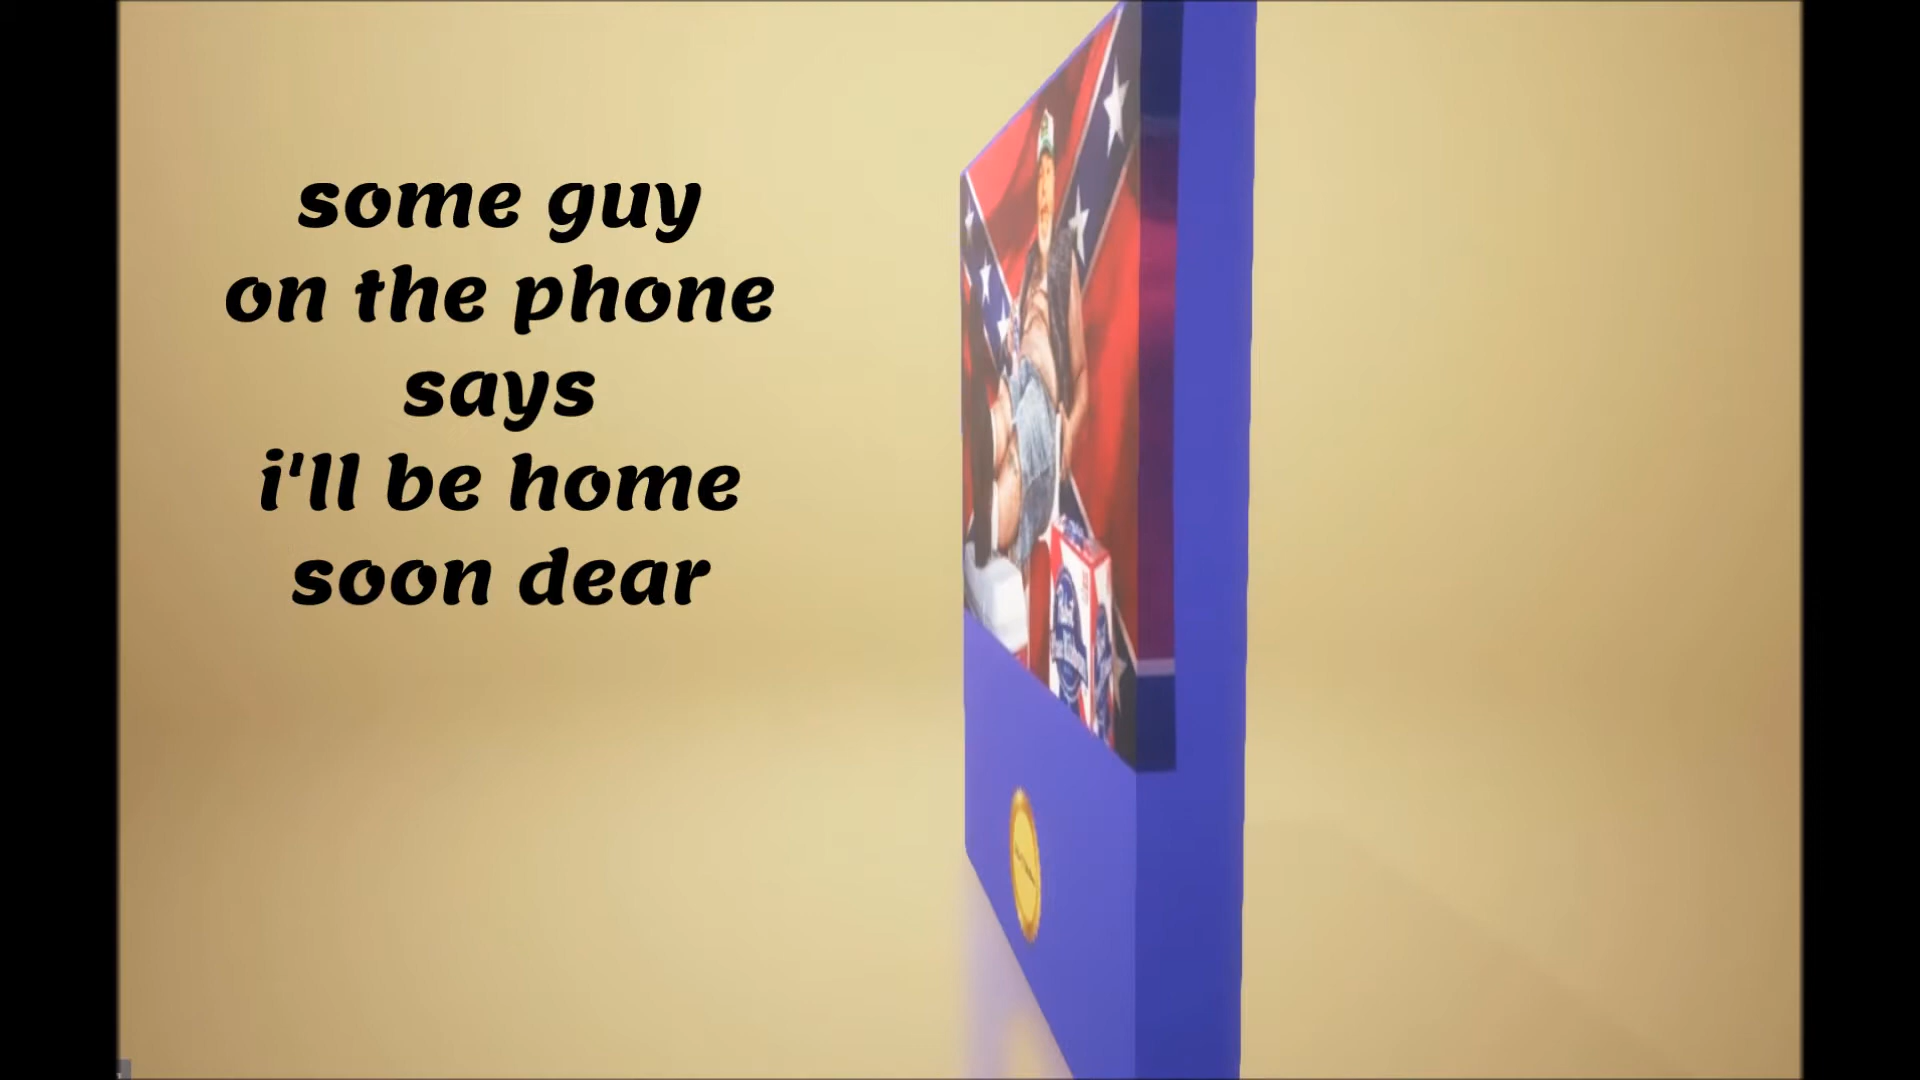 some guy
on the phone
says
i'll be home
soon dear